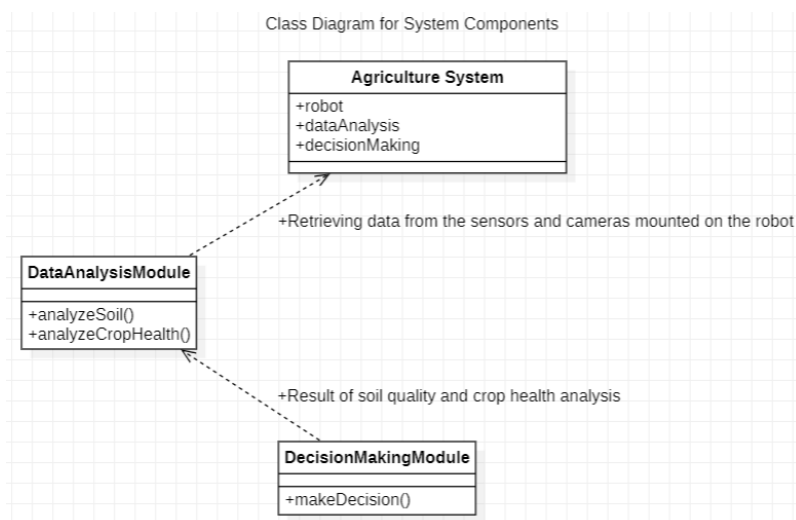 Class Diagram for System Components
Agriculture System
+robot
+dataAnalysis
+decisionMaking
+Retrieving data from the sensors and cameras mounted on the robot
DataAnalysisModule
+analyzeSoil()
+analyzeCropHealth()
+Result of soil quality and crop health analysis
DecisionMakingModule
+makeDecision()